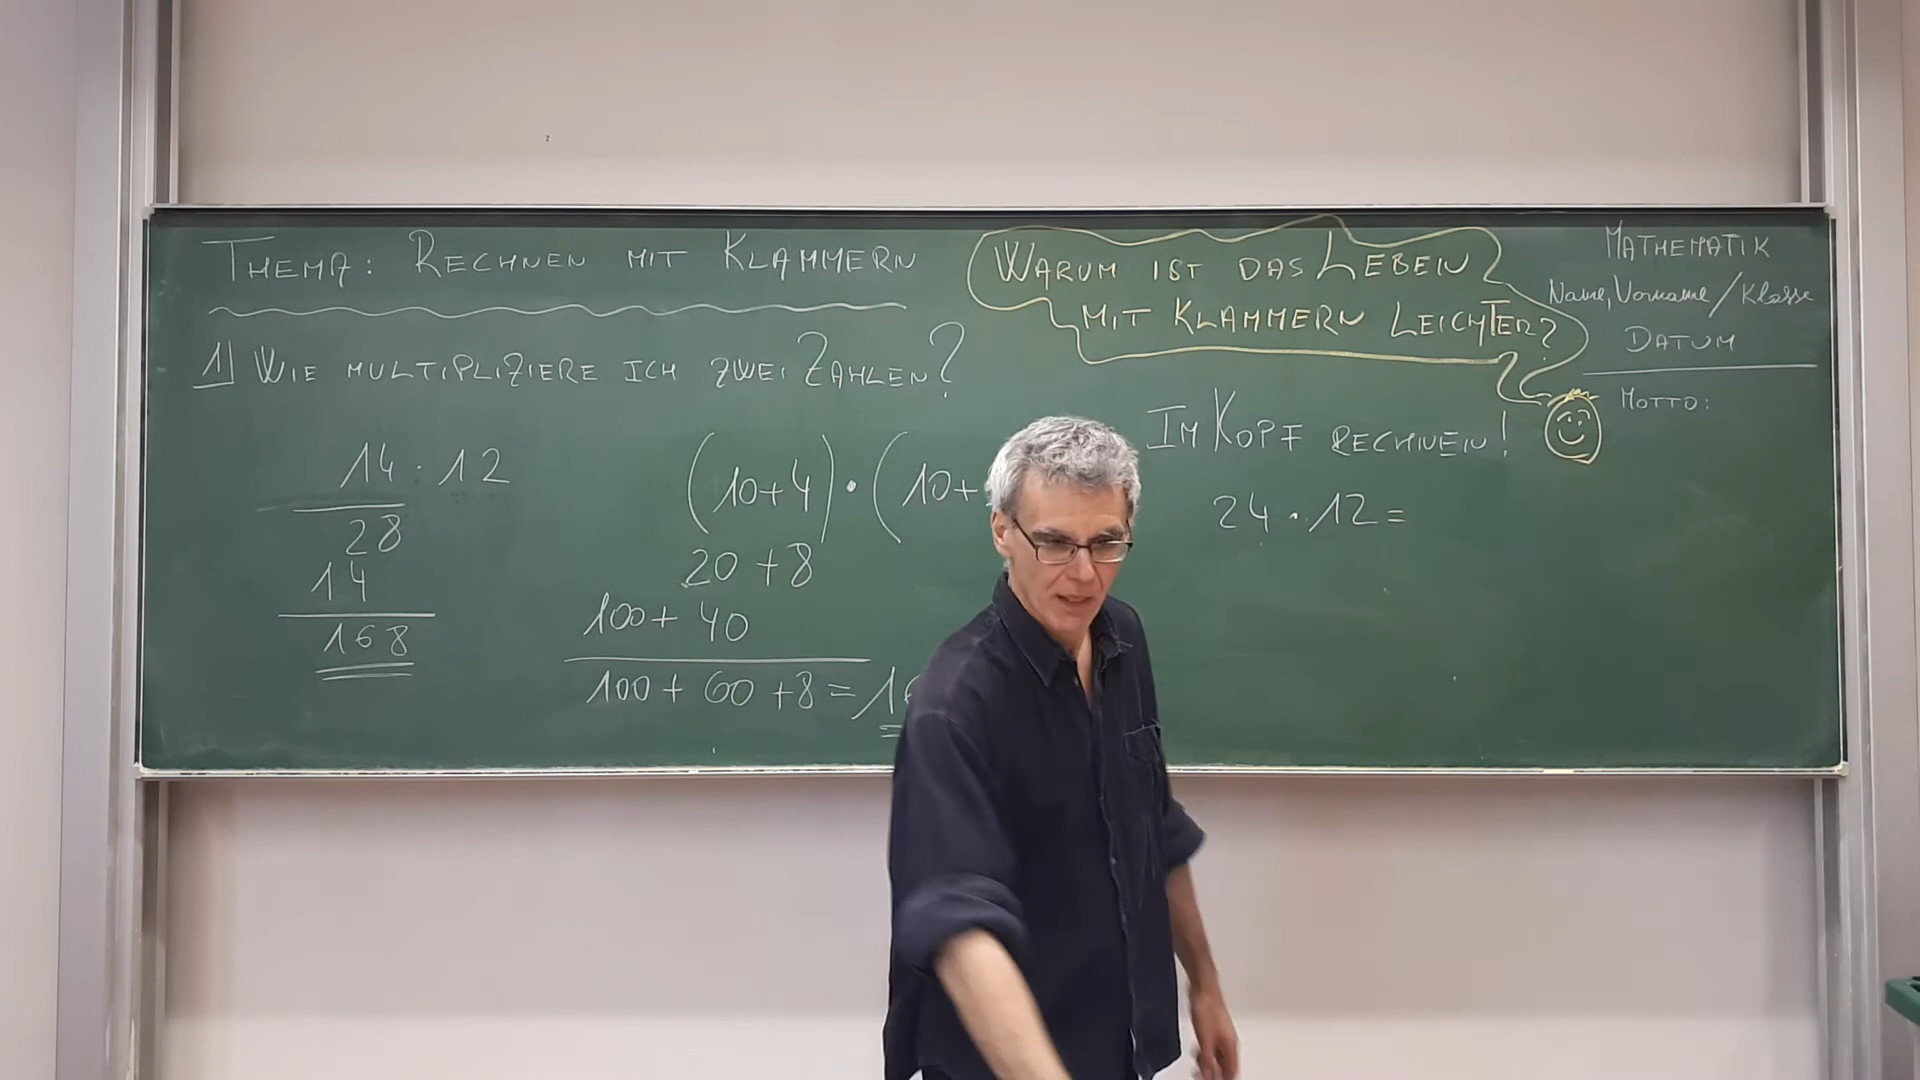 THEMA: RECHNEN MIT KLAMMERN
1) WIE MULTIPLIZIERE ICH ZWEI ZAHLEN?
14 · 12
28
14
168
(10+4) · (10+
20 + 8
100 + 40
100 + 60 + 8 = 16
WARUM IST DAS LEBEN
MIT KLAMMERN LEICHTER?
IM KOPF RECHNEN!
24 · 12 =
MATHEMATIK
Name, Vorname / Klasse
DATUM
MOTTO: